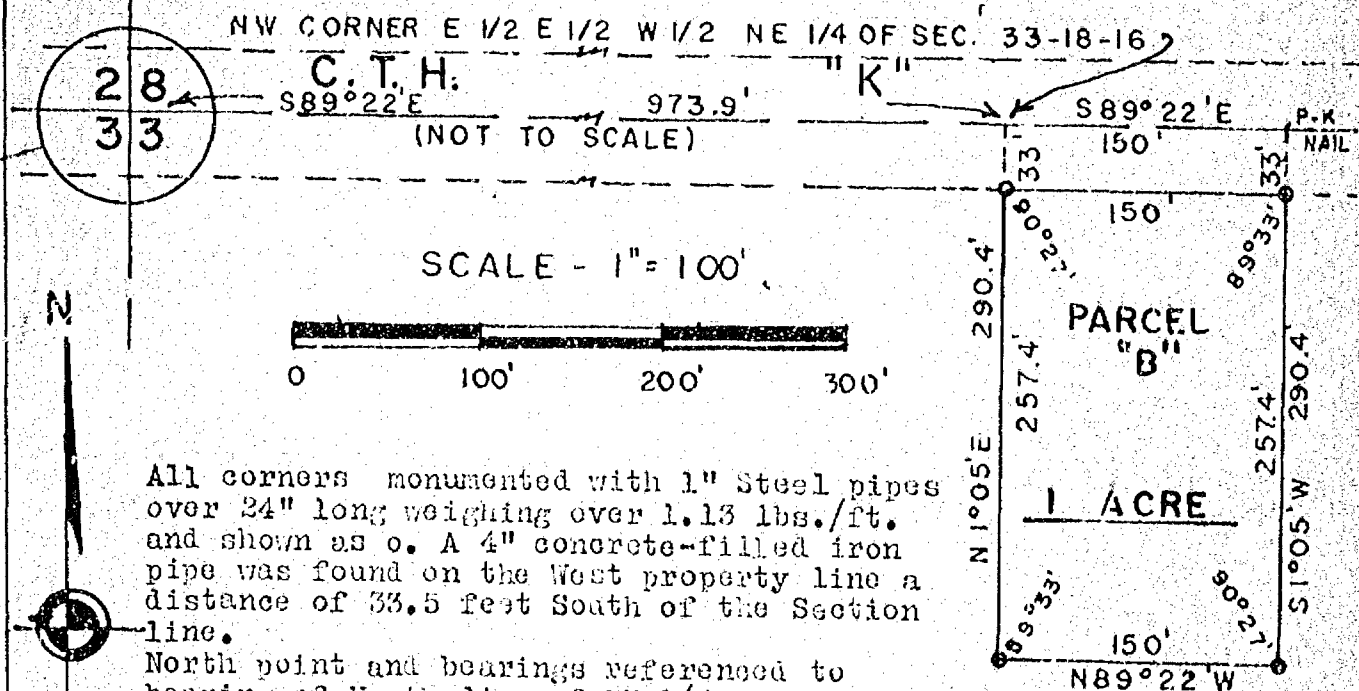 NW CORNER E 1/2 E 1/2 W 1/2 NE 1/4 OF SEC. 33-18-16
28
33
C. T. H. "K"
S89°22'E 973.9'
(NOT TO SCALE)
S89°22'E
150'
P.K
NAIL
33'
33'
150'
90°27'
89°33'
SCALE - 1"= 100'
0 100' 200' 300'
N
290.4'
257.4'
N 1°05'E
PARCEL
"B"
1 ACRE
257.4'
290.4'
S 1°05'W
89°33'
90°27'
150'
N89°22'W
All corners monumented with 1" Steel pipes
over 24" long weighing over 1.13 lbs./ft.
and shown as o. A 4" concrete-filled iron
pipe was found on the West property line a
distance of 33.5 feet South of the Section
line.
North point and bearings referenced to